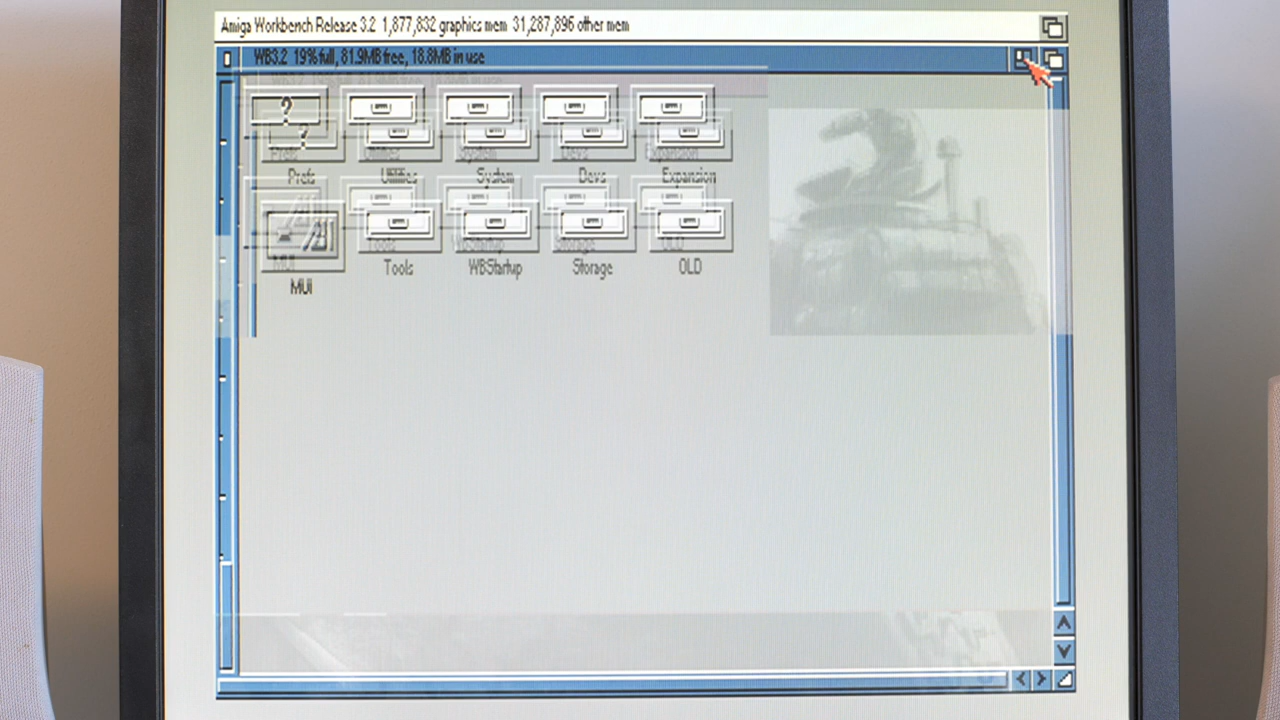 Amiga Workbench Release 3.2 1,877,832 graphics mem 31,287,896 other mem
WB3.2 19% full, 81.9MB free, 18.8MB in use
?
Prefs Utilities System Devs Expansion
Tools WBStartup Storage OLD
MUI